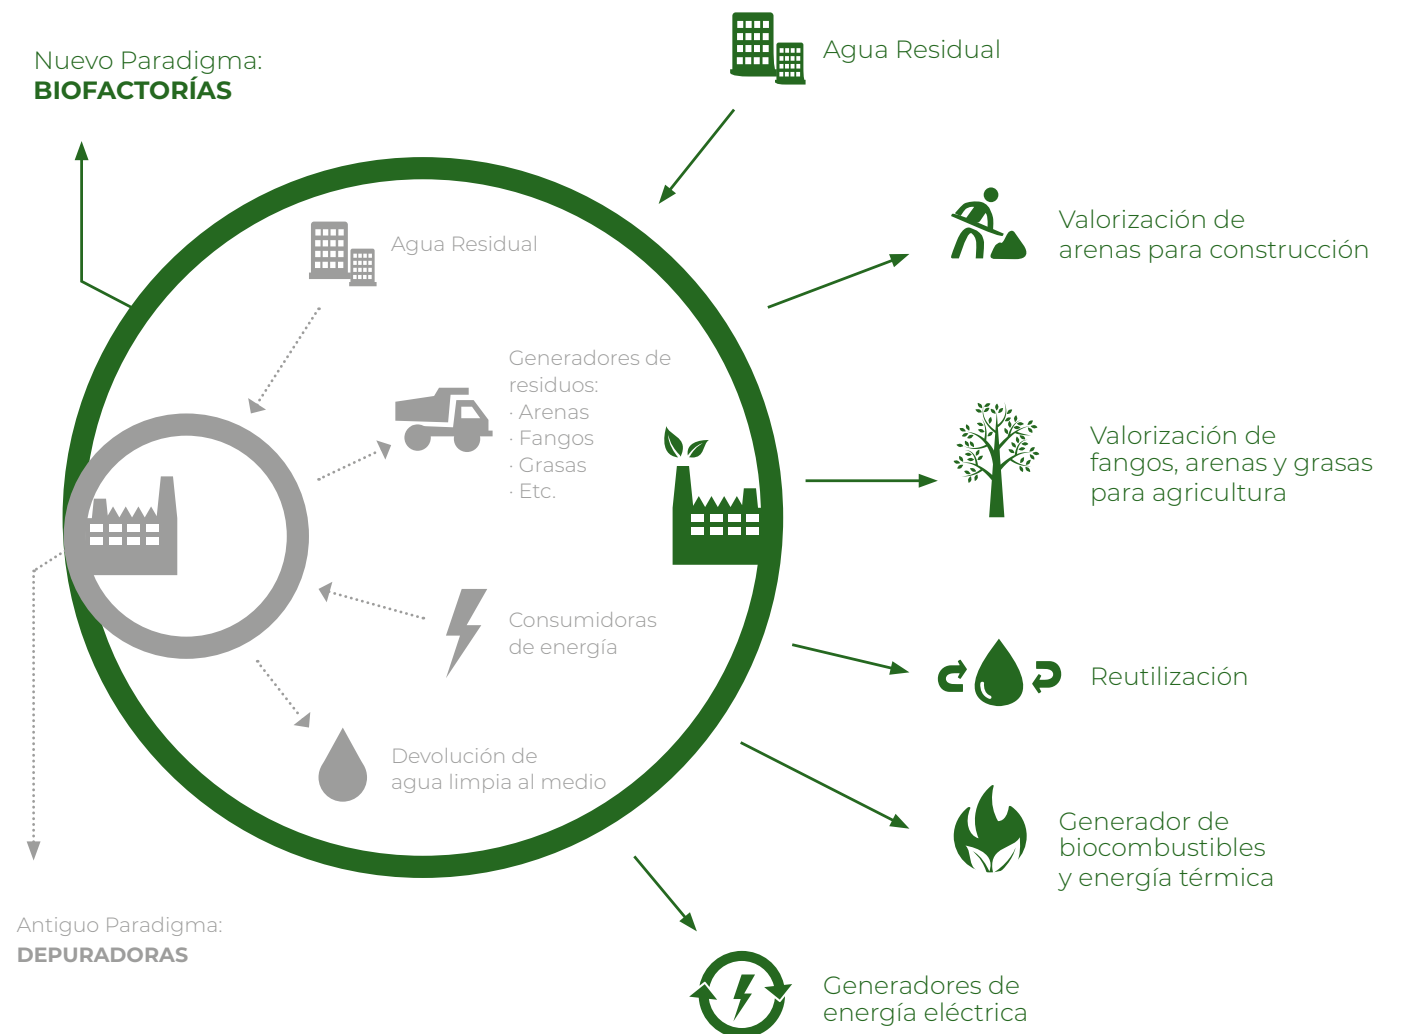 Nuevo Paradigma:
BIOFACTORÍAS
Agua Residual
Valorización de
arenas para construcción
Agua Residual
Generadores de
residuos:
· Arenas
· Fangos
· Grasas
· Etc.
Valorización de
fangos, arenas y grasas
para agricultura
Consumidoras
de energía
Reutilización
Devolución de
agua limpia al medio
Generador de
biocombustibles
y energía térmica
Antiguo Paradigma:
DEPURADORAS
Generadores de
energía eléctrica